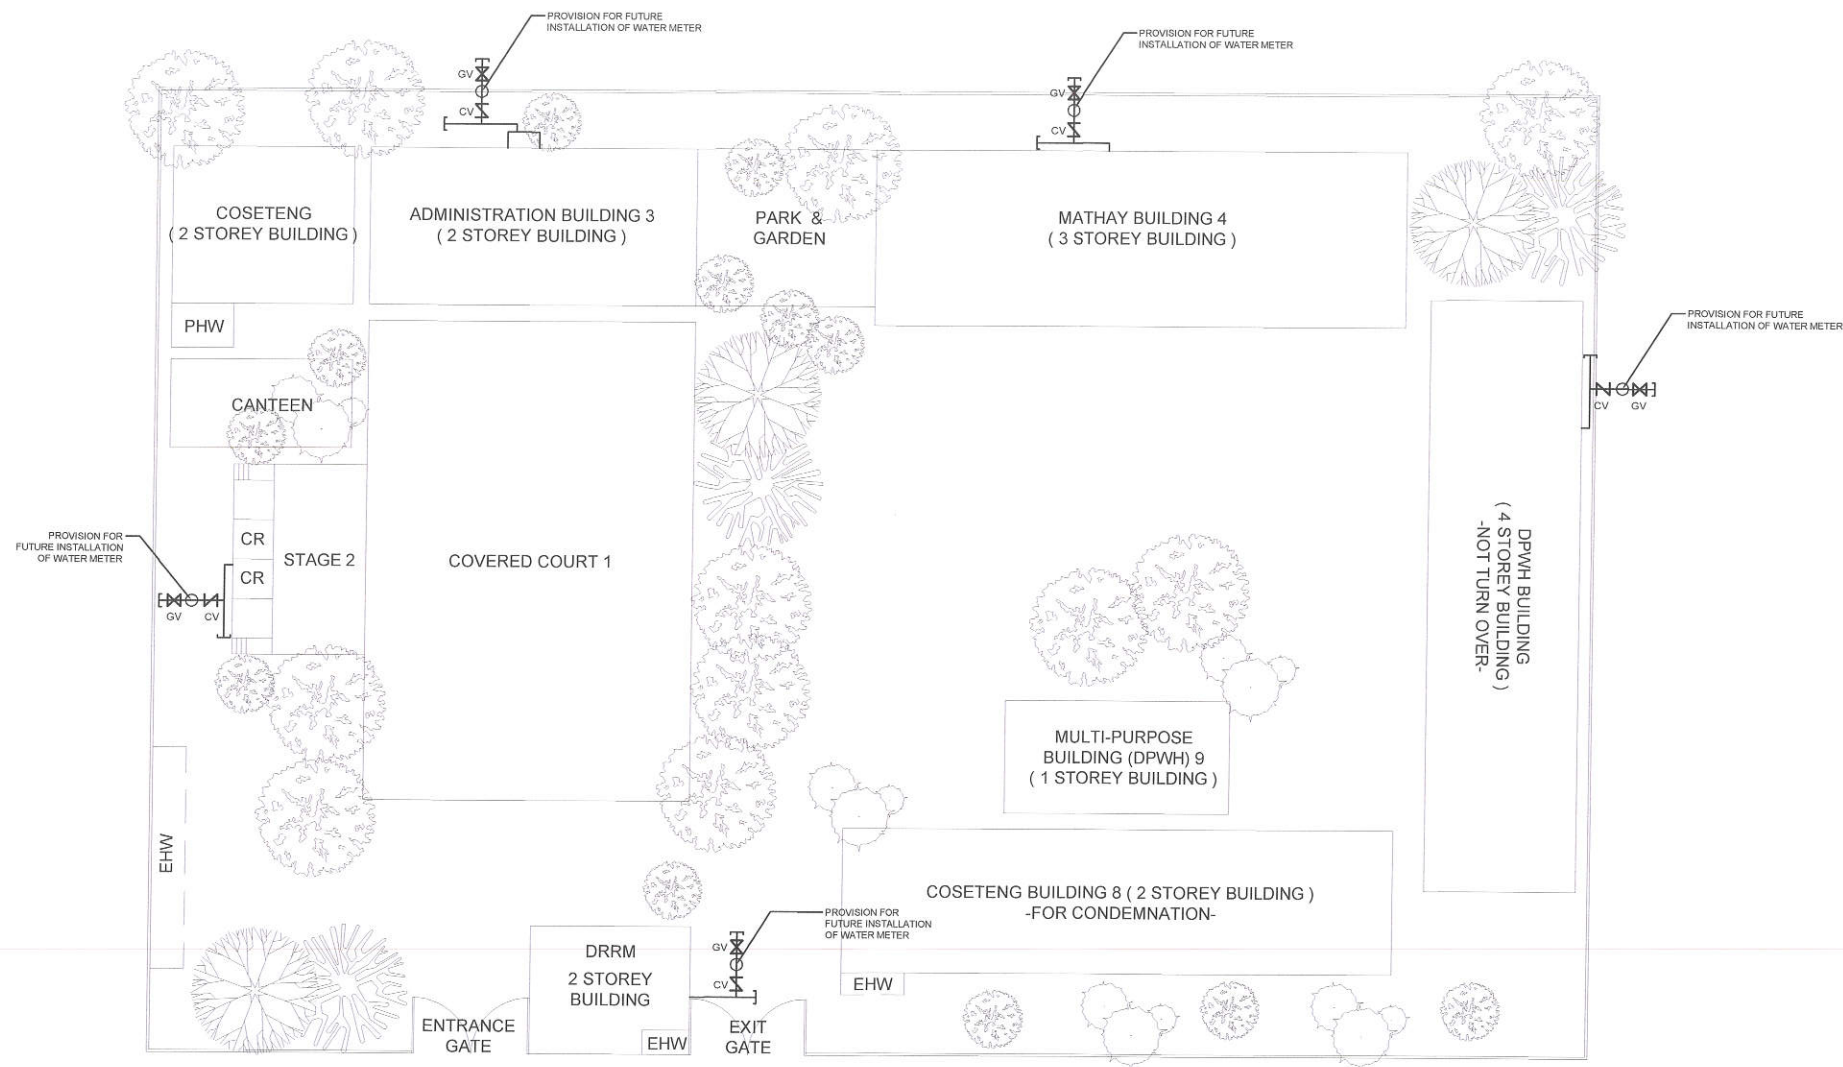 PROVISION FOR FUTURE
INSTALLATION OF WATER METER
GV
CV
PROVISION FOR FUTURE
INSTALLATION OF WATER METER
GV
CV
COSETENG
( 2 STOREY BUILDING )
ADMINISTRATION BUILDING 3
( 2 STOREY BUILDING )
PARK &
GARDEN
MATHAY BUILDING 4
( 3 STOREY BUILDING )
PHW
PROVISION FOR FUTURE
INSTALLATION OF WATER METER
CV GV
CANTEEN
PROVISION FOR
FUTURE INSTALLATION
OF WATER METER
GV CV
CR
CR
STAGE 2
COVERED COURT 1
DPWH BUILDING
( 4 STOREY BUILDING )
-NOT TURN OVER-
MULTI-PURPOSE
BUILDING (DPWH) 9
( 1 STOREY BUILDING )
EHW
COSETENG BUILDING 8 ( 2 STOREY BUILDING )
-FOR CONDEMNATION-
PROVISION FOR
FUTURE INSTALLATION
OF WATER METER
GV
CV
DRRM
2 STOREY
BUILDING
EHW
ENTRANCE
GATE
EHW
EXIT
GATE